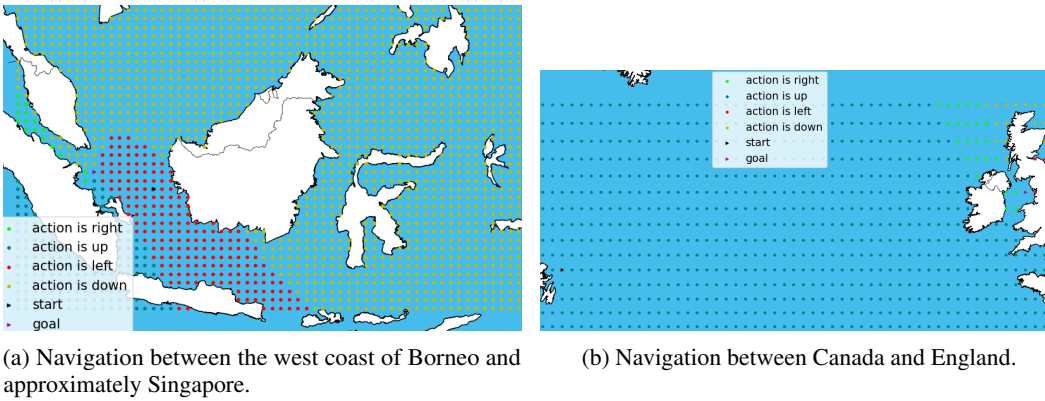 action is right
action is up
action is left
action is down
start
goal
action is right
action is up
action is left
action is down
start
goal
(a) Navigation between the west coast of Borneo and
approximately Singapore.
(b) Navigation between Canada and England.